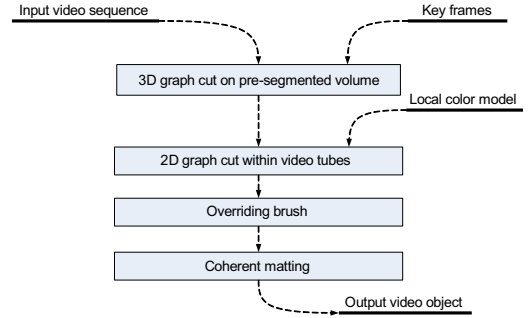 Input video sequence
Key frames
3D graph cut on pre-segmented volume
Local color model
2D graph cut within video tubes
Overriding brush
Coherent matting
Output video object